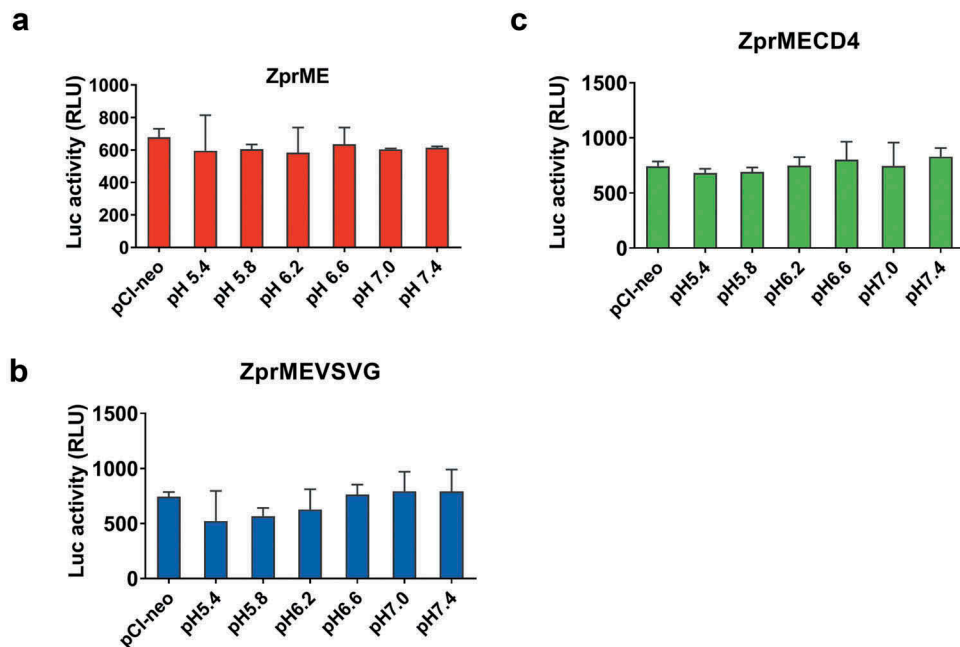 a
ZprME
Luc activity (RLU)
1000
800
600
400
200
0
pCI-neo
pH 5.4
pH 5.8
pH 6.2
pH 6.6
pH 7.0
pH 7.4
b
ZprMEVSVG
Luc activity (RLU)
1500
1000
500
0
pCI-neo
pH5.4
pH5.8
pH6.2
pH6.6
pH7.0
pH7.4
c
ZprMECD4
Luc activity (RLU)
1500
1000
500
0
pCI-neo
pH5.4
pH5.8
pH6.2
pH6.6
pH7.0
pH7.4